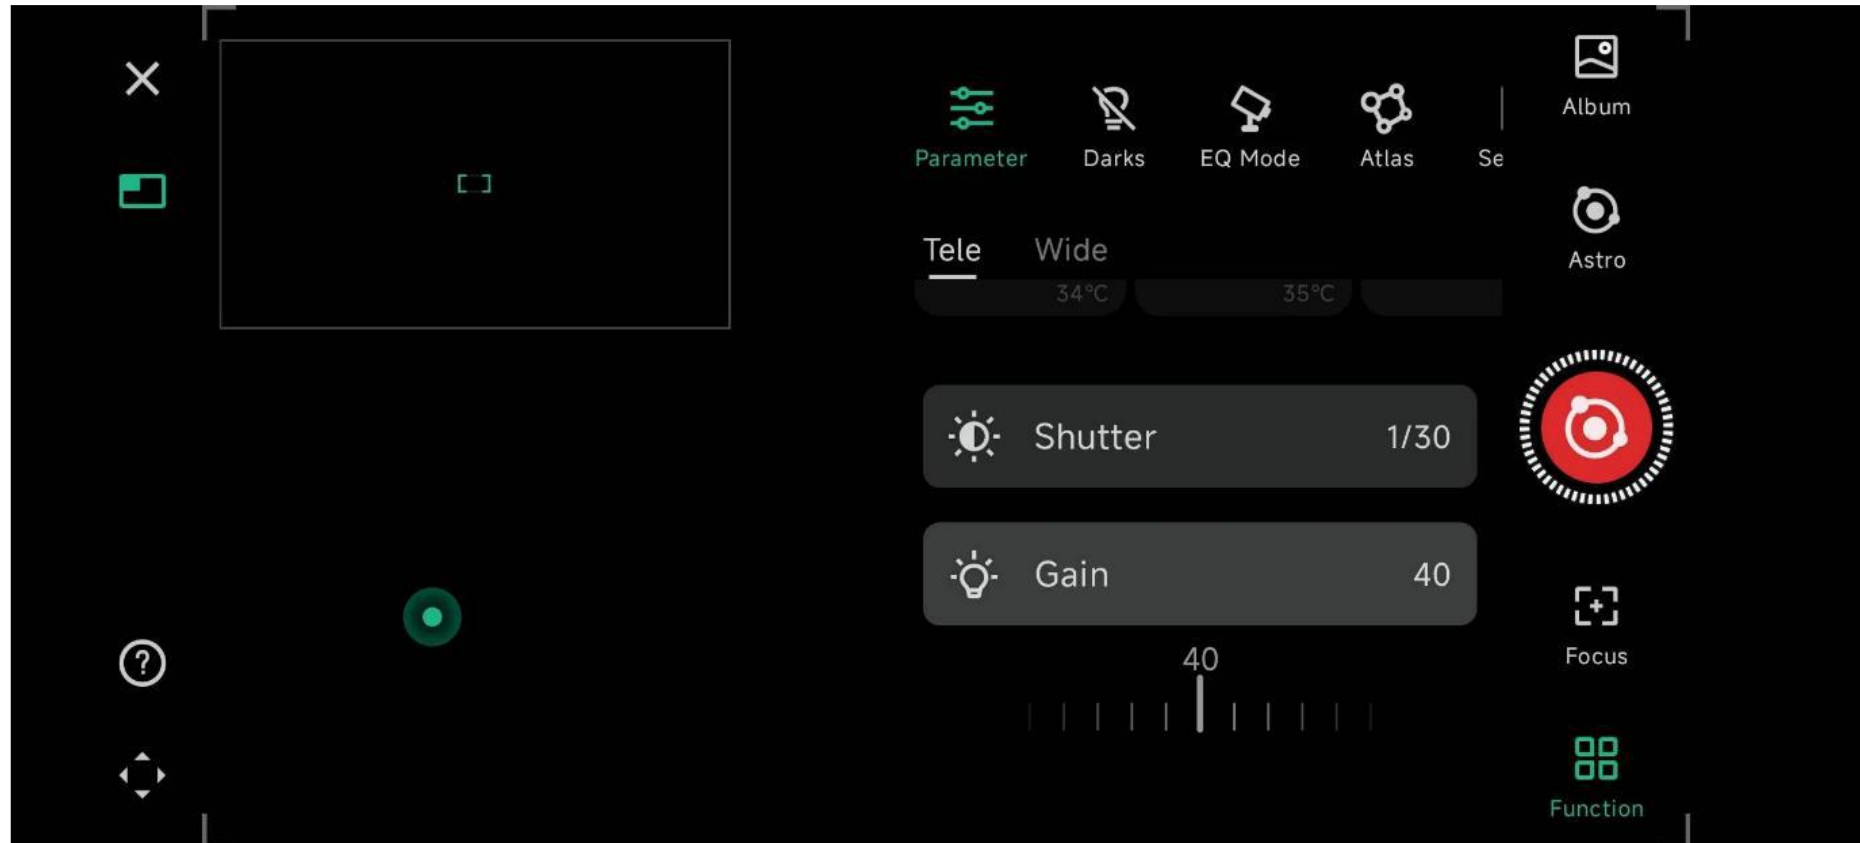 Album
Parameter
Darks
EQ Mode
Atlas
Se
Tele
Wide
Astro
34°C
35°C
Shutter
1/30
Gain
40
40
Focus
Function